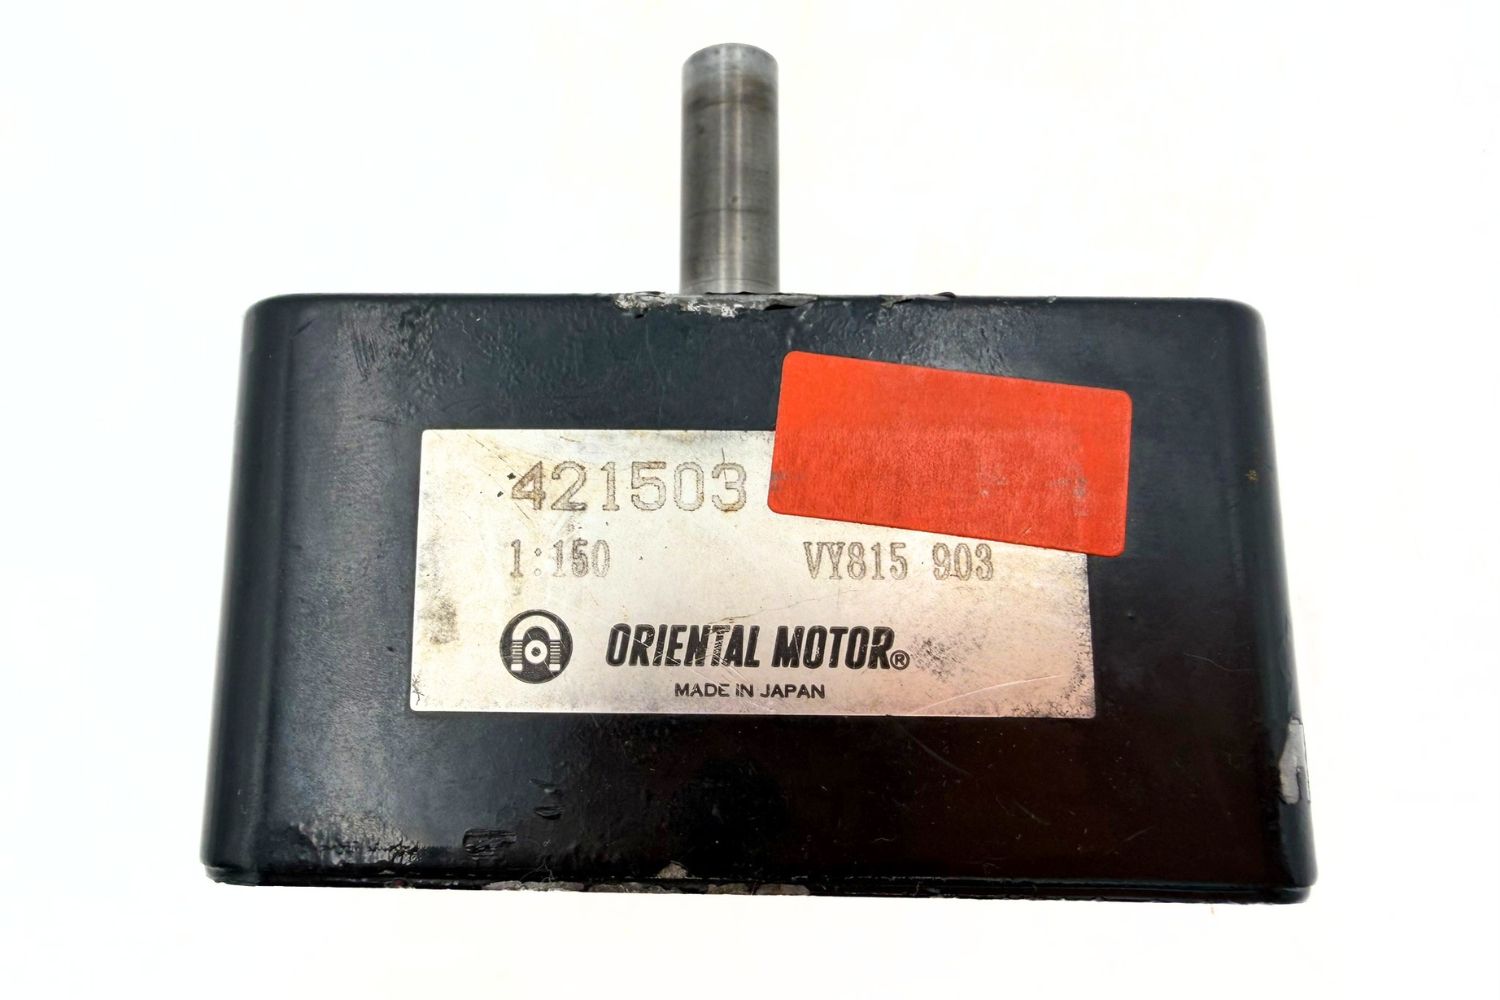 421503
1:150
VY815 903
ORIENTAL MOTOR®
MADE IN JAPAN